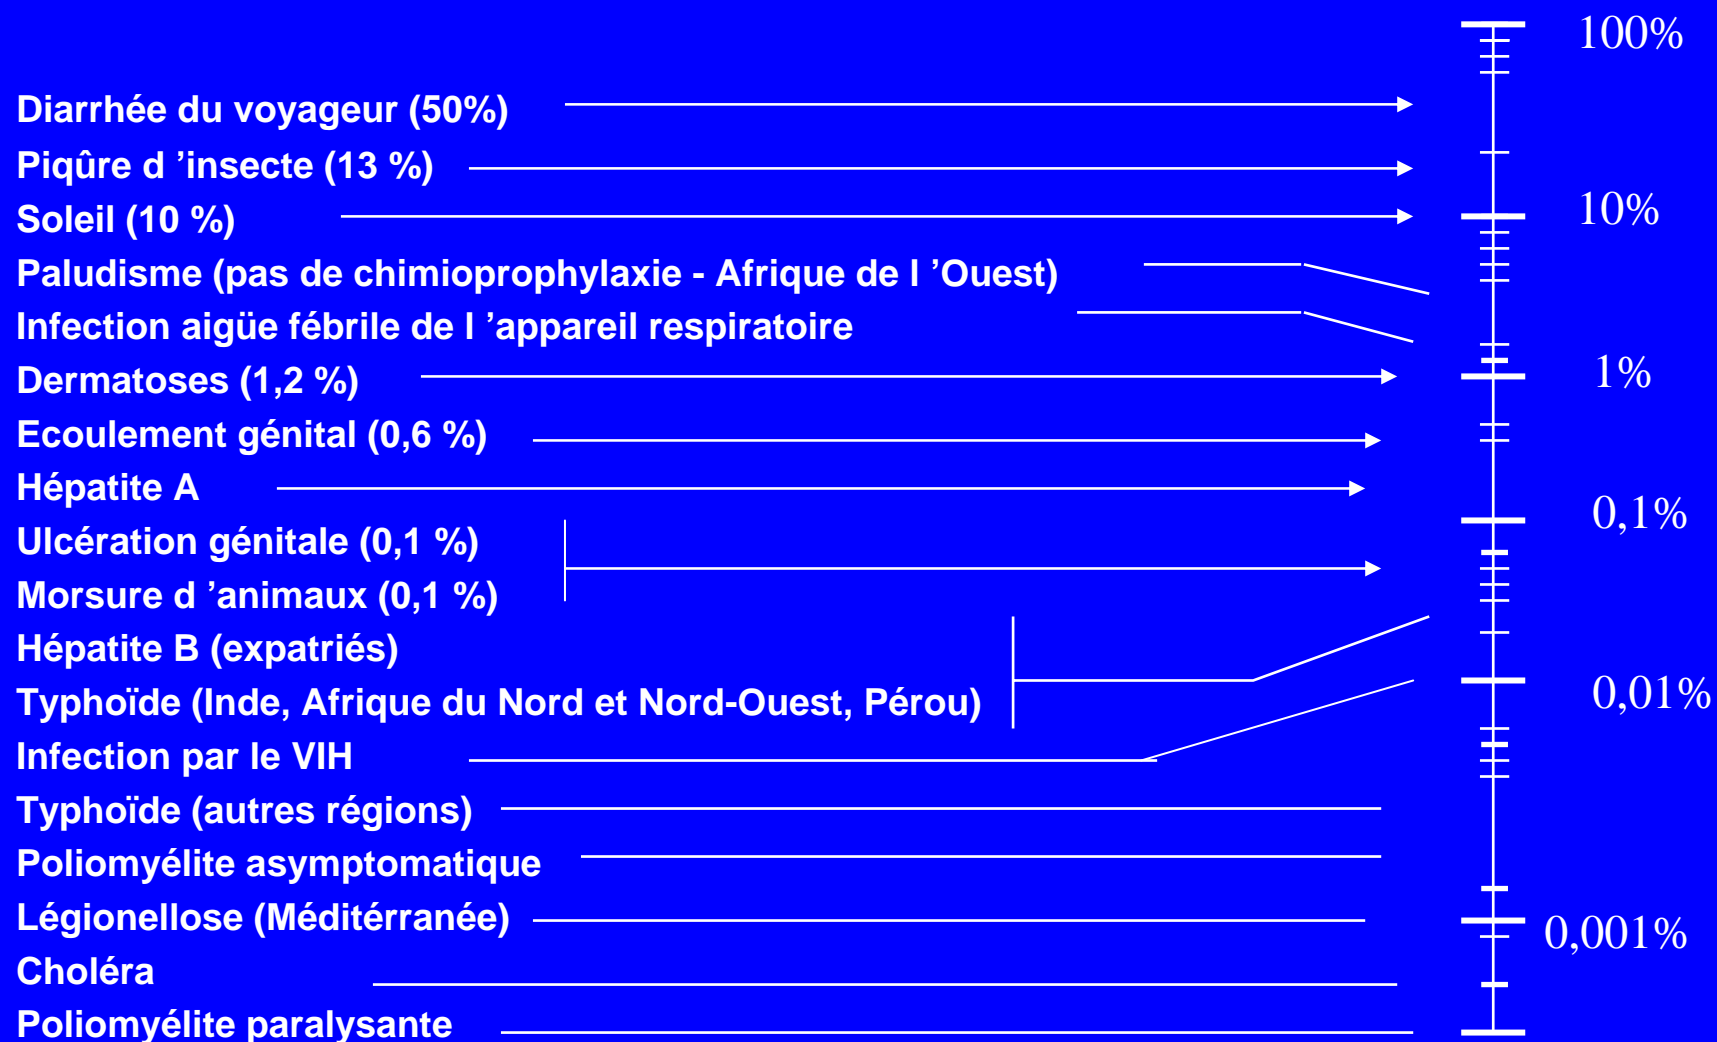 100%
Diarrhée du voyageur (50%)
Piqûre d ’insecte (13 %)
Soleil (10 %)
10%
Paludisme (pas de chimioprophylaxie - Afrique de l ’Ouest)
Infection aigüe fébrile de l ’appareil respiratoire
Dermatoses (1,2 %)
1%
Ecoulement génital (0,6 %)
Hépatite A
0,1%
Ulcération génitale (0,1 %)
Morsure d ’animaux (0,1 %)
Hépatite B (expatriés)
Typhoïde (Inde, Afrique du Nord et Nord-Ouest, Pérou)
0,01%
Infection par le VIH
Typhoïde (autres régions)
Poliomyélite asymptomatique
Légionellose (Méditérranée)
0,001%
Choléra
Poliomyélite paralysante